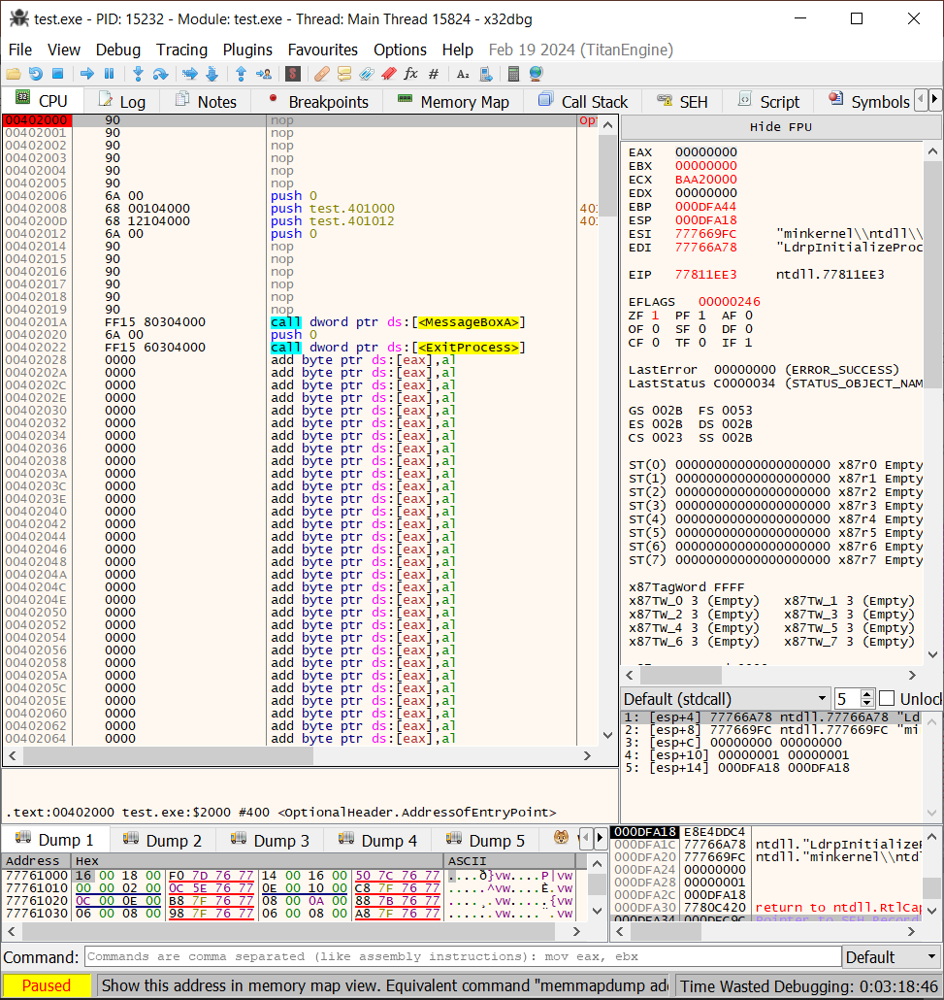 test.exe - PID: 15232 - Module: test.exe - Thread: Main Thread 15824 - x32dbg
File View Debug Tracing Plugins Favourites Options Help Feb 19 2024 (TitanEngine)
CPU Log Notes Breakpoints Memory Map Call Stack SEH Script Symbols
00402000 90 nop Opt
00402001 90 nop
00402002 90 nop
00402003 90 nop
00402004 90 nop
00402005 90 nop
00402006 6A 00 push 0
00402008 68 00104000 push test.401000 401
0040200D 68 12104000 push test.401012 401
00402012 6A 00 push 0
00402014 90 nop
00402015 90 nop
00402016 90 nop
00402017 90 nop
00402018 90 nop
00402019 90 nop
0040201A FF15 80304000 call dword ptr ds:[<MessageBoxA>]
00402020 6A 00 push 0
00402022 FF15 60304000 call dword ptr ds:[<ExitProcess>]
00402028 0000 add byte ptr ds:[eax],al
0040202A 0000 add byte ptr ds:[eax],al
0040202C 0000 add byte ptr ds:[eax],al
0040202E 0000 add byte ptr ds:[eax],al
00402030 0000 add byte ptr ds:[eax],al
00402032 0000 add byte ptr ds:[eax],al
00402034 0000 add byte ptr ds:[eax],al
00402036 0000 add byte ptr ds:[eax],al
00402038 0000 add byte ptr ds:[eax],al
0040203A 0000 add byte ptr ds:[eax],al
0040203C 0000 add byte ptr ds:[eax],al
0040203E 0000 add byte ptr ds:[eax],al
00402040 0000 add byte ptr ds:[eax],al
00402042 0000 add byte ptr ds:[eax],al
00402044 0000 add byte ptr ds:[eax],al
00402046 0000 add byte ptr ds:[eax],al
00402048 0000 add byte ptr ds:[eax],al
0040204A 0000 add byte ptr ds:[eax],al
0040204C 0000 add byte ptr ds:[eax],al
0040204E 0000 add byte ptr ds:[eax],al
00402050 0000 add byte ptr ds:[eax],al
00402052 0000 add byte ptr ds:[eax],al
00402054 0000 add byte ptr ds:[eax],al
00402056 0000 add byte ptr ds:[eax],al
00402058 0000 add byte ptr ds:[eax],al
0040205A 0000 add byte ptr ds:[eax],al
0040205C 0000 add byte ptr ds:[eax],al
0040205E 0000 add byte ptr ds:[eax],al
00402060 0000 add byte ptr ds:[eax],al
00402062 0000 add byte ptr ds:[eax],al
00402064 0000 add byte ptr ds:[eax],al
Hide FPU
EAX 00000000
EBX 00000000
ECX BAA20000
EDX 00000000
EBP 000DFA44
ESP 000DFA18
ESI 777669FC "minkernel\\ntdll\\
EDI 77766A78 "LdrpInitializeProc
EIP 77811EE3 ntdll.77811EE3
EFLAGS 00000246
ZF 1 PF 1 AF 0
OF 0 SF 0 DF 0
CF 0 TF 0 IF 1
LastError 00000000 (ERROR_SUCCESS)
LastStatus C0000034 (STATUS_OBJECT_NAM
GS 002B FS 0053
ES 002B DS 002B
CS 0023 SS 002B
ST(0) 00000000000000000000 x87r0 Empty
ST(1) 00000000000000000000 x87r1 Empty
ST(2) 00000000000000000000 x87r2 Empty
ST(3) 00000000000000000000 x87r3 Empty
ST(4) 00000000000000000000 x87r4 Empty
ST(5) 00000000000000000000 x87r5 Empty
ST(6) 00000000000000000000 x87r6 Empty
ST(7) 00000000000000000000 x87r7 Empty
x87TagWord FFFF
x87TW_0 3 (Empty) x87TW_1 3 (Empty)
x87TW_2 3 (Empty) x87TW_3 3 (Empty)
x87TW_4 3 (Empty) x87TW_5 3 (Empty)
x87TW_6 3 (Empty) x87TW_7 3 (Empty)
Default (stdcall) 5 Unlock
1: [esp+4] 77766A78 ntdll.77766A78 "Ld
2: [esp+8] 777669FC ntdll.777669FC "mi
3: [esp+C] 00000000 00000000
4: [esp+10] 00000001 00000001
5: [esp+14] 000DFA18 000DFA18
.text:00402000 test.exe:$2000 #400 <OptionalHeader.AddressOfEntryPoint>
Dump 1 Dump 2 Dump 3 Dump 4 Dump 5
Address Hex ASCII
77761000 16 00 18 00 F0 7D 76 77 14 00 16 00 50 7C 76 77 ....ð}vw....P|vw
77761010 00 00 02 00 0C 5E 76 77 0E 00 10 00 C8 7F 76 77 .....^vw....È.vw
77761020 0C 00 0E 00 B8 7F 76 77 08 00 0A 00 88 7B 76 77 ....¸.vw.....{vw
77761030 06 00 08 00 98 7F 76 77 06 00 08 00 A8 7F 76 77 ......vw....¨.vw
000DFA18 E8E4DDC4
000DFA1C 77766A78 ntdll."LdrpInitializeP
000DFA20 777669FC ntdll."minkernel\\ntd
000DFA24 00000000
000DFA28 00000001
000DFA2C 000DFA18
000DFA30 7780C420 return to ntdll.RtlCap
000DFA34 000DFC9C Pointer to SEH_Record
Command: Commands are comma separated (like assembly instructions): mov eax, ebx Default
Paused Show this address in memory map view. Equivalent command "memmapdump ad Time Wasted Debugging: 0:03:18:46